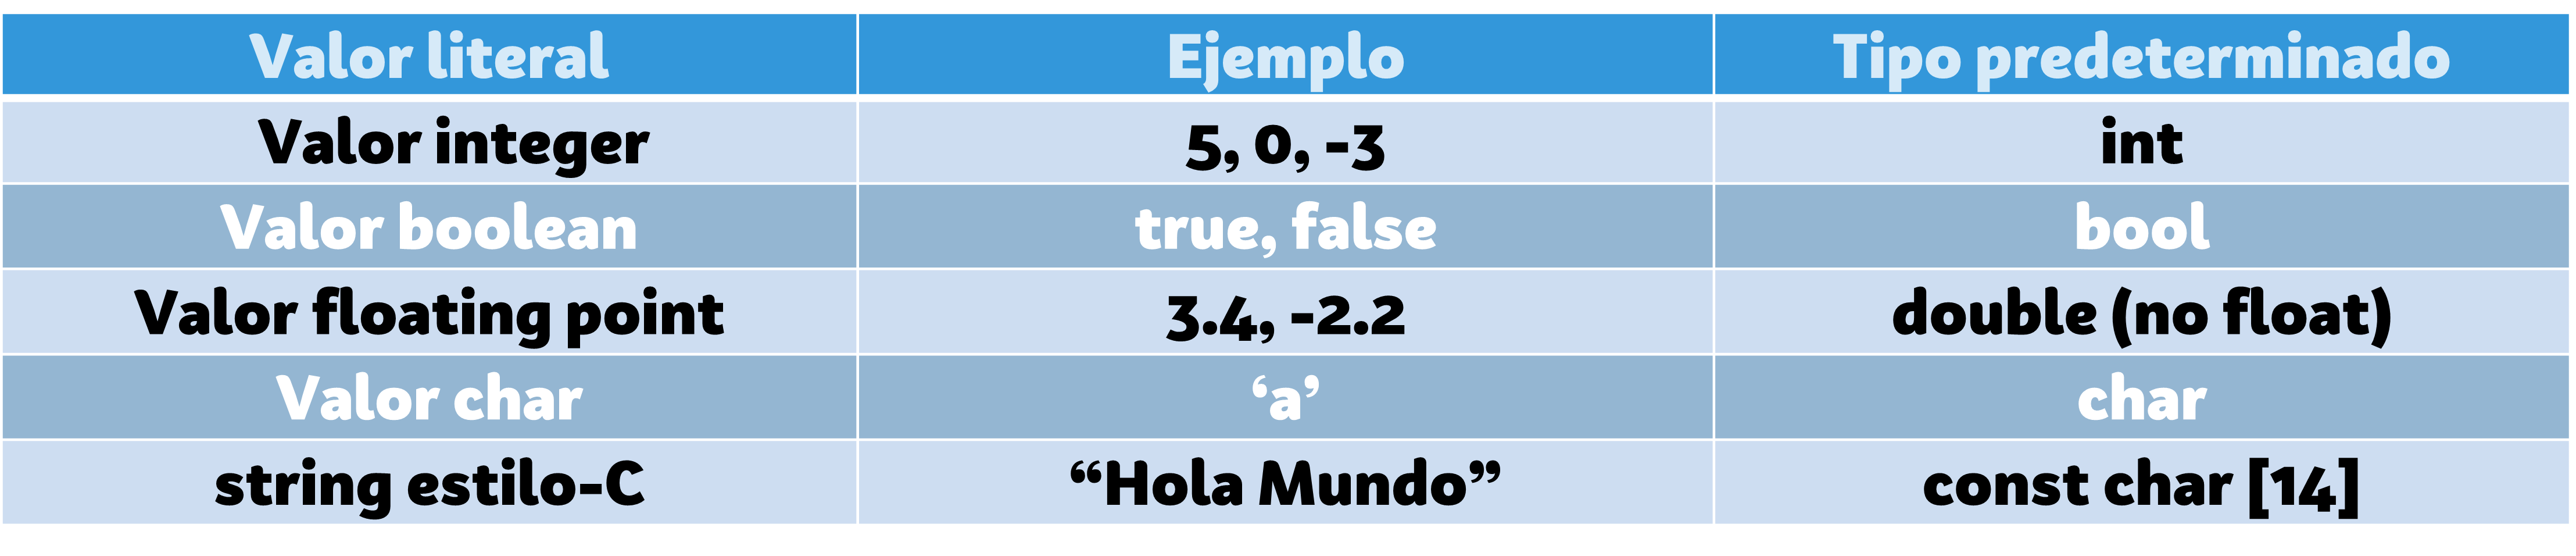 Valor literal Ejemplo Tipo predeterminado
Valor integer 5, 0, -3 int
Valor boolean true, false bool
Valor floating point 3.4, -2.2 double (no float)
Valor char ‘a’ char
string estilo-C “Hola Mundo” const char [14]